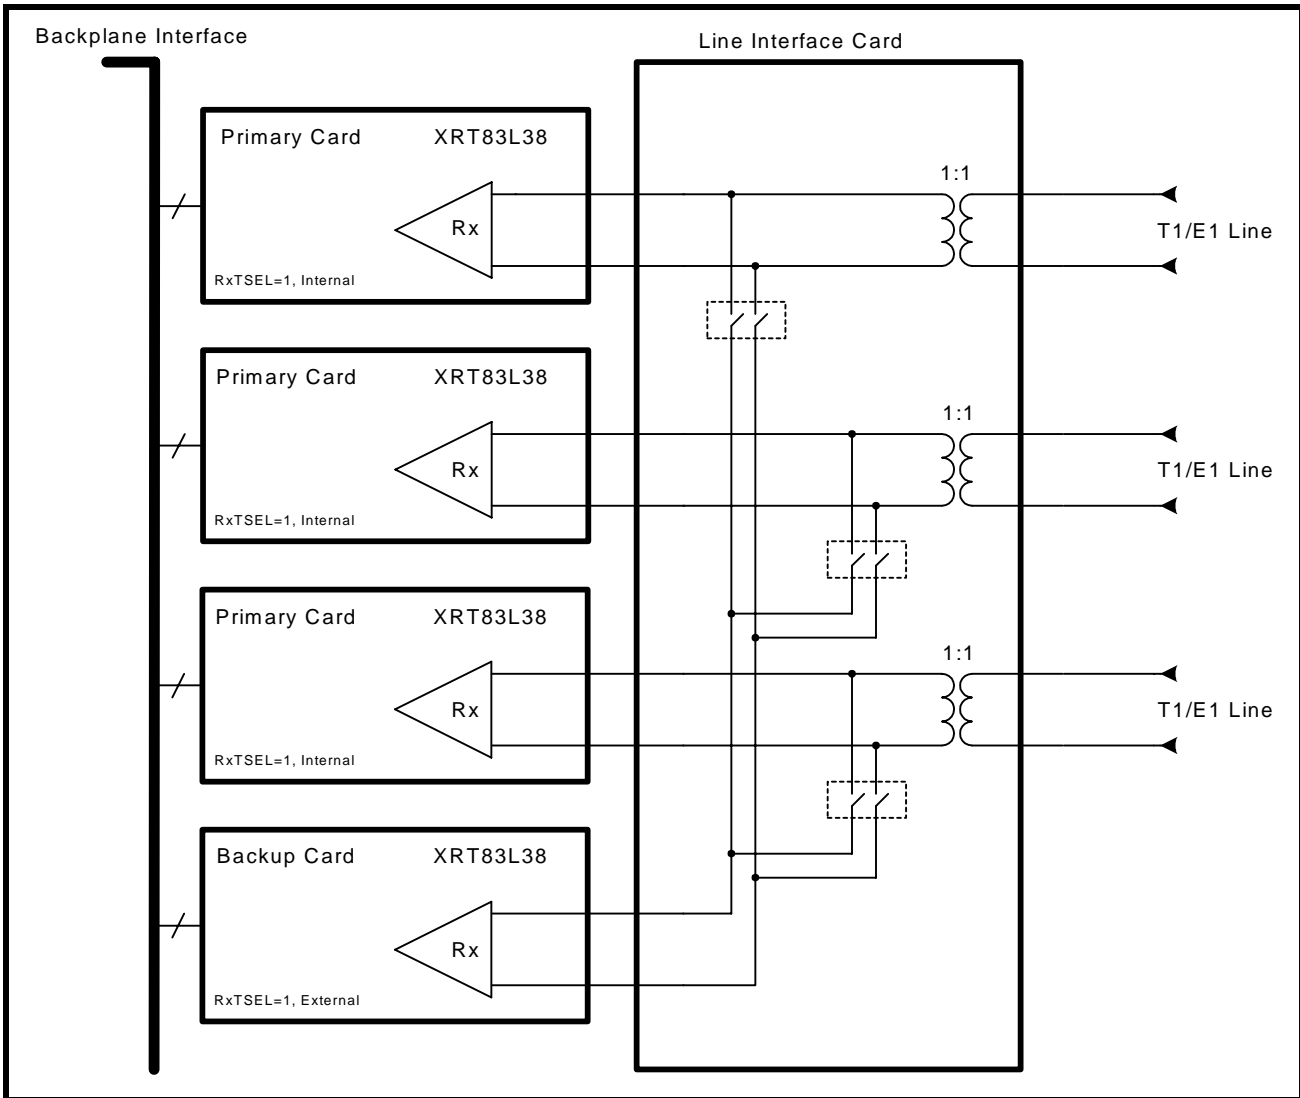 Backplane Interface
Line Interface Card
Primary Card XRT83L38
1:1
Rx
T1/E1 Line
RxTSEL=1, Internal
Primary Card XRT83L38
1:1
Rx
T1/E1 Line
RxTSEL=1, Internal
Primary Card XRT83L38
1:1
Rx
T1/E1 Line
RxTSEL=1, Internal
Backup Card XRT83L38
Rx
RxTSEL=1, External